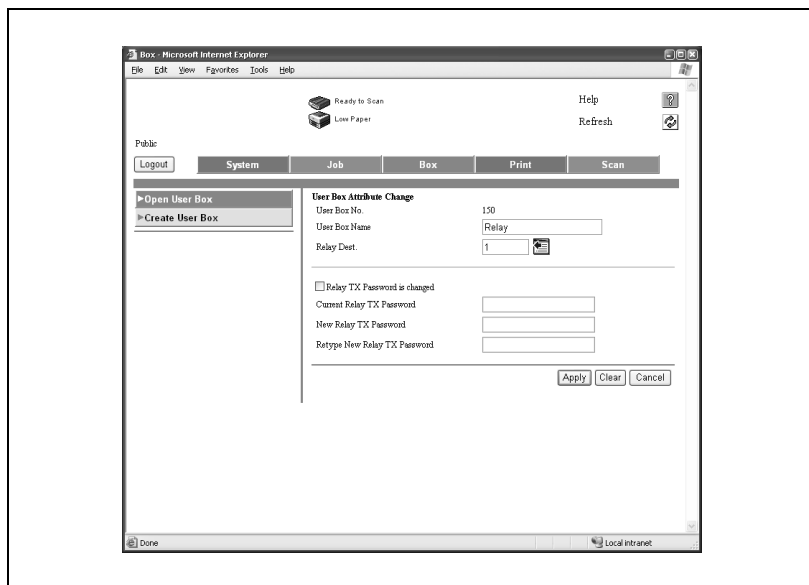 Box - Microsoft Internet Explorer
File Edit View Favorites Tools Help
Ready to Scan
Help
Low Paper
Refresh
Public
Logout System Job Box Print Scan
Open User Box
Create User Box
User Box Attribute Change
User Box No. 150
User Box Name Relay
Relay Dest. 1
Relay TX Password is changed
Current Relay TX Password
New Relay TX Password
Retype New Relay TX Password
Apply Clear Cancel
Done Local intranet